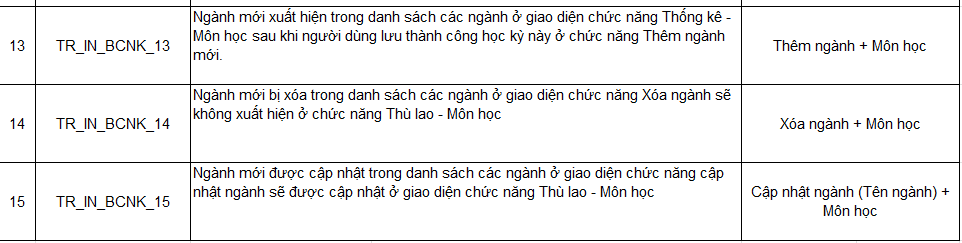 Ngành mới xuất hiện trong danh sách các ngành ở giao diện chức năng Thống kê -
13 TR_IN_BCNK_13 Môn học sau khi người dùng lưu thành công học kỳ này ở chức năng Thêm ngành Thêm ngành + Môn học
mới.
Ngành mới bị xóa trong danh sách các ngành ở giao diện chức năng Xóa ngành sẽ
không xuất hiện ở chức năng Thù lao - Môn học
14 TR_IN_BCNK_14 Xóa ngành + Môn học
Ngành mới được cập nhật trong danh sách các ngành ở giao diện chức năng cập
nhật ngành sẽ được cập nhật ở giao diện chức năng Thù lao - Môn học
15 TR_IN_BCNK_15 Cập nhật ngành (Tên ngành) +
Môn học